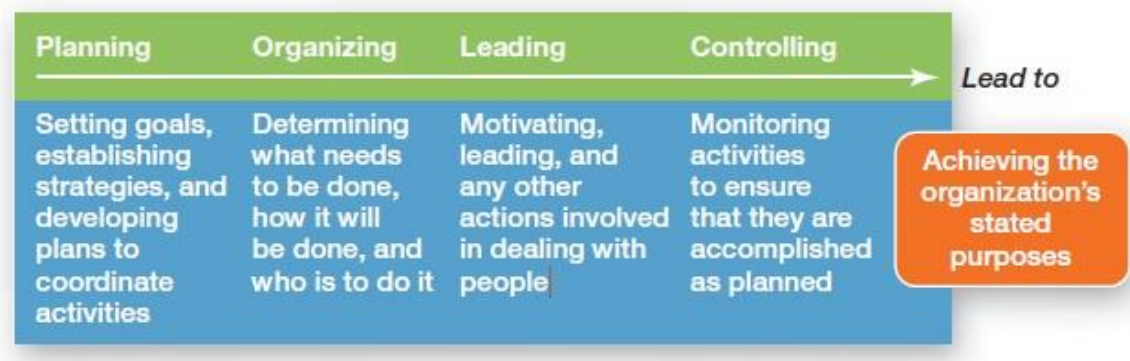 Planning
Organizing
Leading
Controlling
Lead to
Setting goals,
establishing
strategies, and
developing
plans to
coordinate
activities
Determining
what needs
to be done,
how it will
be done, and
who is to do it
Motivating,
leading, and
any other
actions involved
in dealing with
people
Monitoring
activities
to ensure
that they are
accomplished
as planned
Achieving the
organization's
stated
purposes